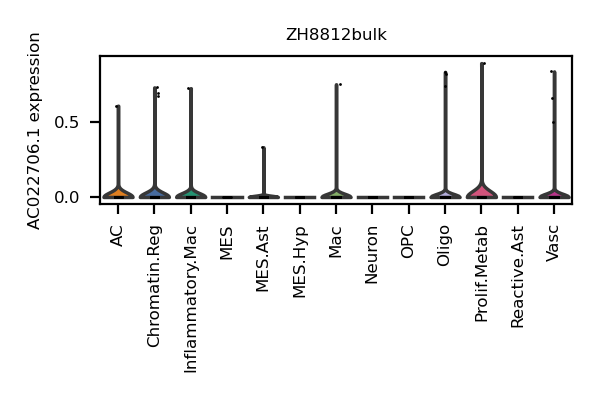 ZH8812bulk
AC022706.1 expression
0.5
0.0
AC
Chromatin.Reg
Inflammatory.Mac
MES
MES.Ast
MES.Hyp
Mac
Neuron
OPC
Oligo
Prolif.Metab
Reactive.Ast
Vasc